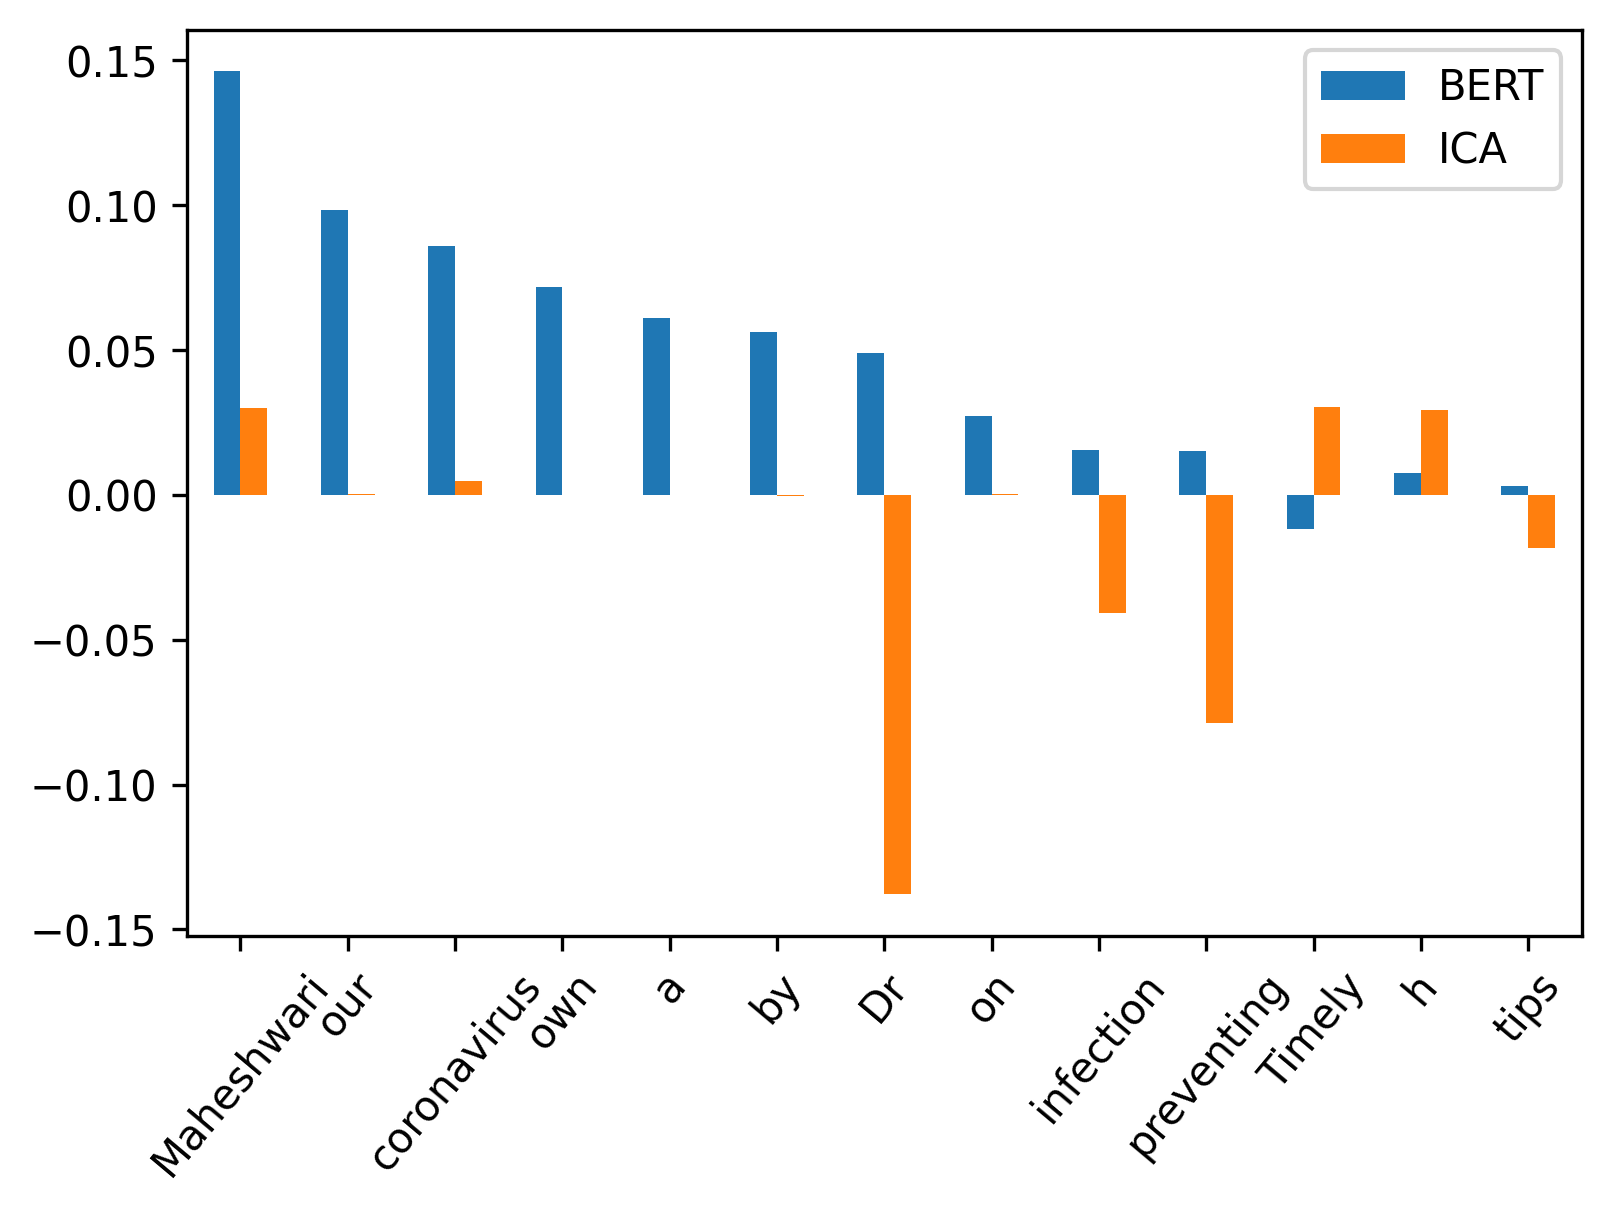 BERT
ICA
0.15
0.10
0.05
0.00
−0.05
−0.10
−0.15
Maheshwari
our
coronavirus
own
a
by
Dr
on
infection
preventing
Timely
h
tips